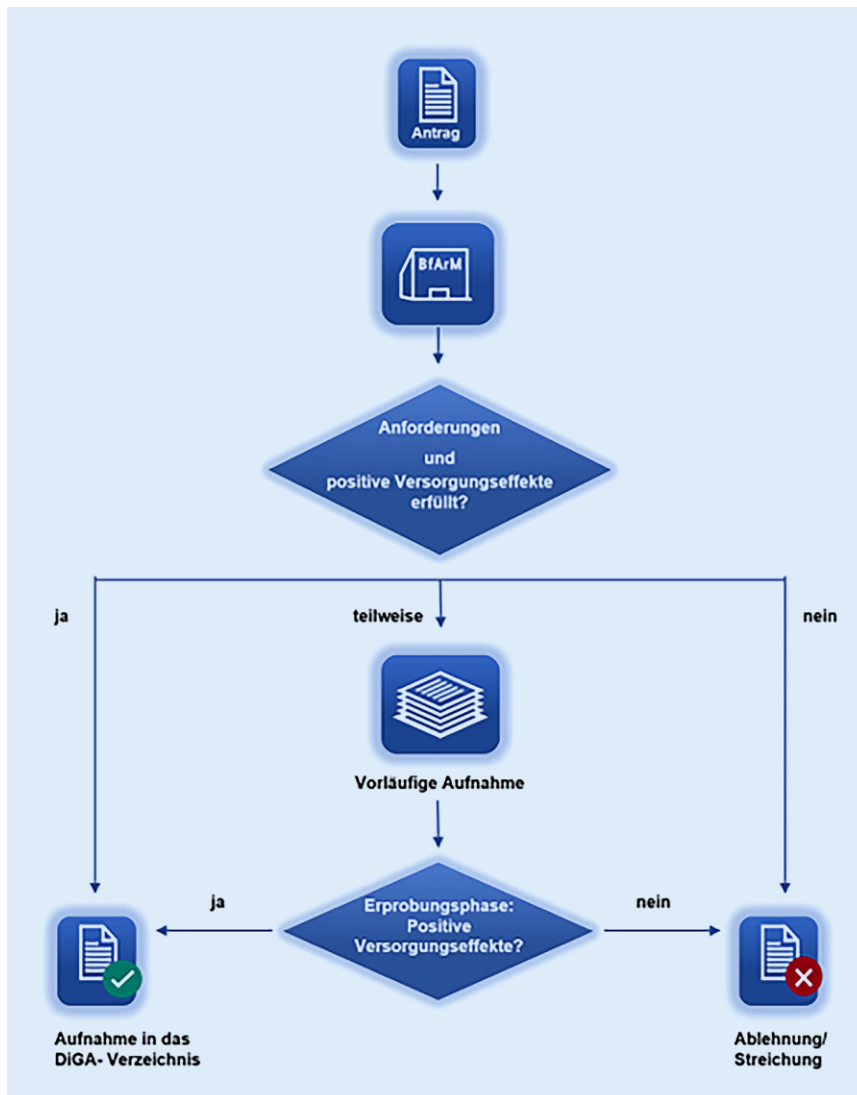 Antrag
BfArM
Anforderungen
und
positive Versorgungseffekte
erfüllt?
ja
teilweise
nein
Vorläufige Aufnahme
ja
Erprobungsphase:
Positive
Versorgungseffekte?
nein
Aufnahme in das
DiGA- Verzeichnis
Ablehnung/
Streichung